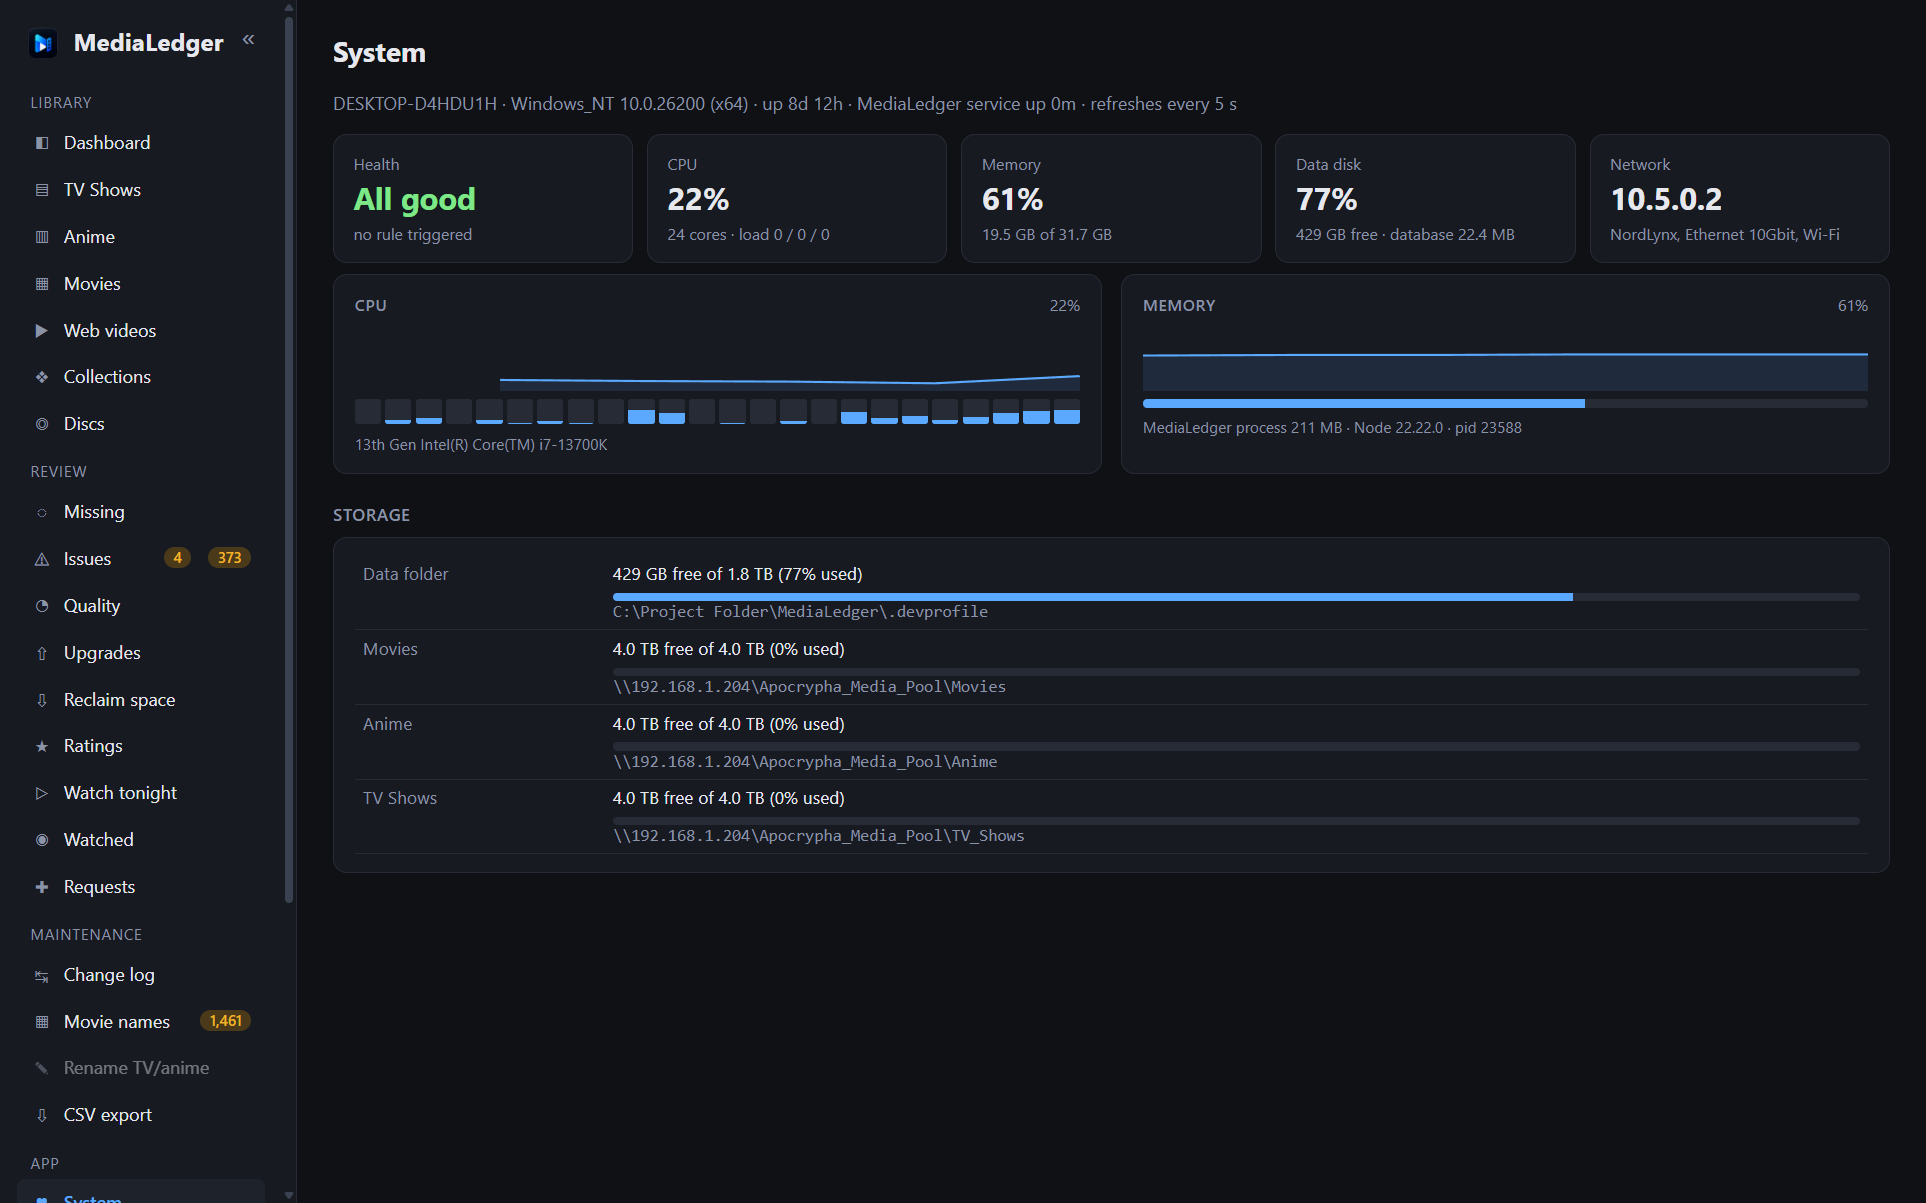 MediaLedger «
LIBRARY
Dashboard
TV Shows
Anime
Movies
Web videos
Collections
Discs
REVIEW
Missing
Issues 4 373
Quality
Upgrades
Reclaim space
Ratings
Watch tonight
Watched
Requests
MAINTENANCE
Change log
Movie names 1,461
Rename TV/anime
CSV export
APP
System
System
DESKTOP-D4HDU1H · Windows_NT 10.0.26200 (x64) · up 8d 12h · MediaLedger service up 0m · refreshes every 5 s
Health
All good
no rule triggered
CPU
22%
24 cores · load 0 / 0 / 0
Memory
61%
19.5 GB of 31.7 GB
Data disk
77%
429 GB free · database 22.4 MB
Network
10.5.0.2
NordLynx, Ethernet 10Gbit, Wi-Fi
CPU 22%
13th Gen Intel(R) Core(TM) i7-13700K
MEMORY 61%
MediaLedger process 211 MB · Node 22.22.0 · pid 23588
STORAGE
Data folder 429 GB free of 1.8 TB (77% used)
C:\Project Folder\MediaLedger\.devprofile
Movies 4.0 TB free of 4.0 TB (0% used)
\\192.168.1.204\Apocrypha_Media_Pool\Movies
Anime 4.0 TB free of 4.0 TB (0% used)
\\192.168.1.204\Apocrypha_Media_Pool\Anime
TV Shows 4.0 TB free of 4.0 TB (0% used)
\\192.168.1.204\Apocrypha_Media_Pool\TV_Shows